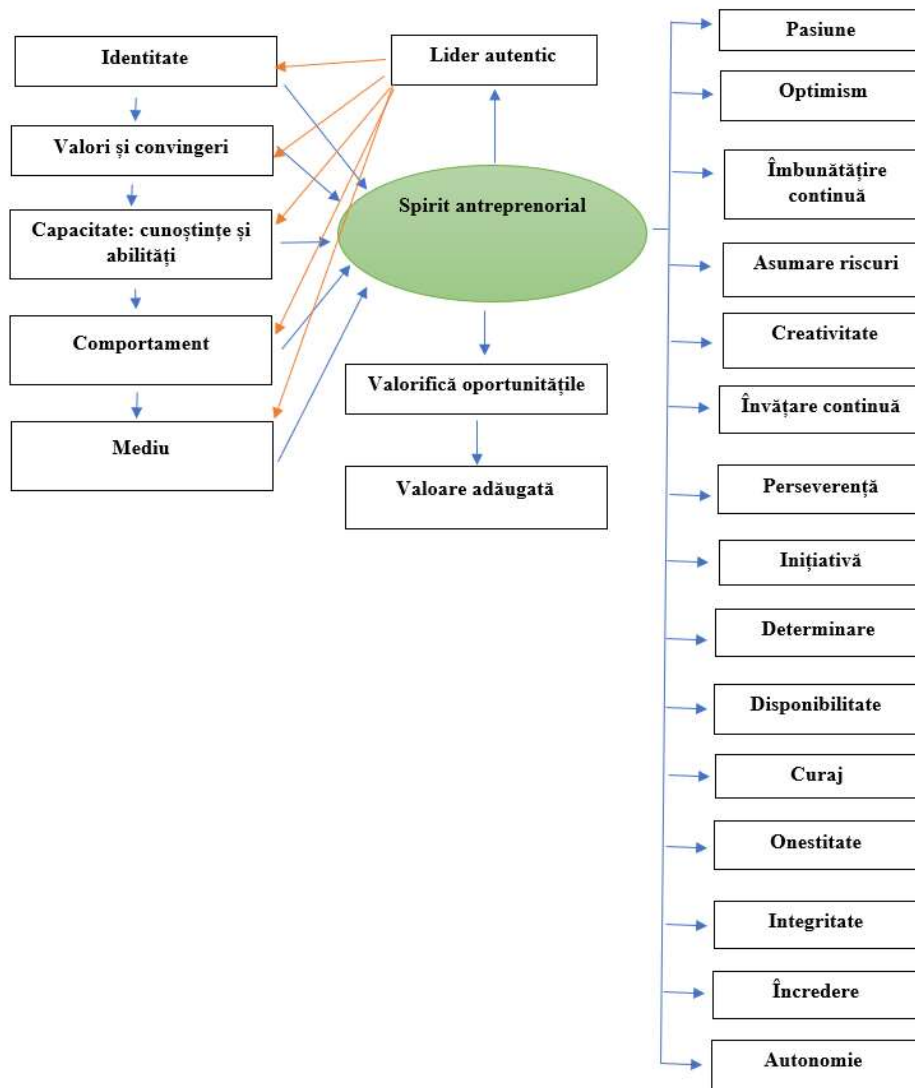 Identitate
Valori și convingeri
Capacitate: cunoștințe și
abilități
Comportament
Mediu
Lider autentic
Spirit antreprenorial
Valorifică oportunitățile
Valoare adăugată
Pasiune
Optimism
Îmbunătățire
continuă
Asumare riscuri
Creativitate
Învățare continuă
Perseverență
Inițiativă
Determinare
Disponibilitate
Curaj
Onestitate
Integritate
Încredere
Autonomie